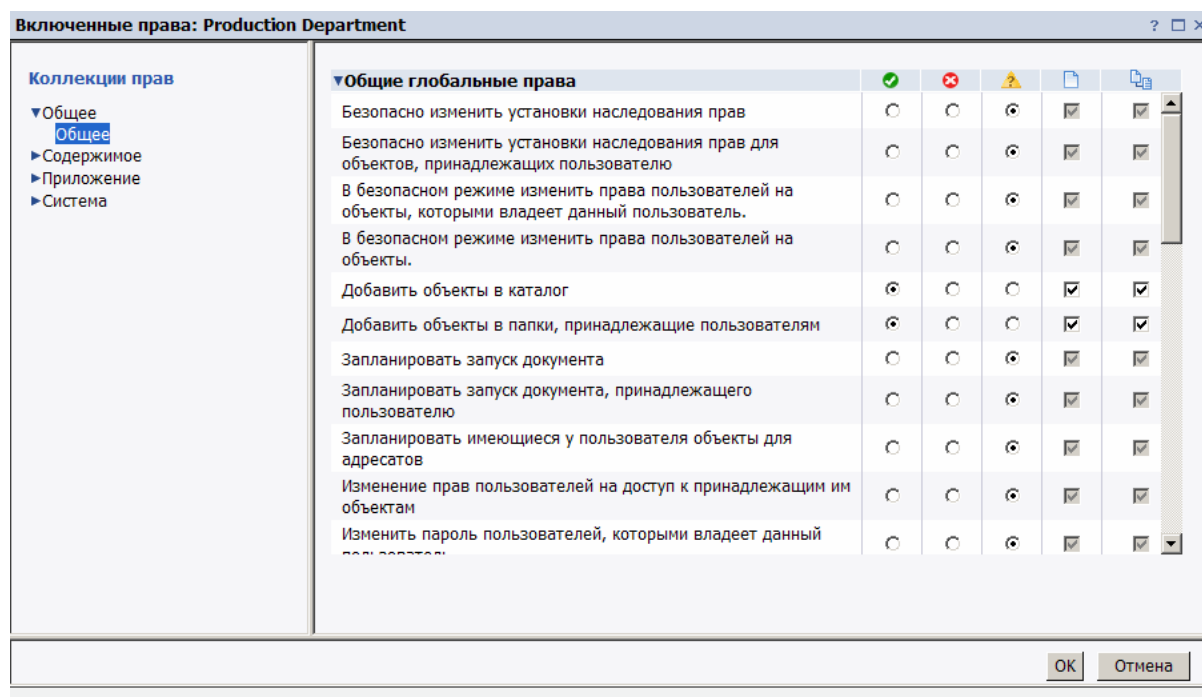 Включенные права: Production Department
Коллекции прав
Общее
Общее
Содержимое
Приложение
Система
Общие глобальные права
Безопасно изменить установки наследования прав
Безопасно изменить установки наследования прав для
объектов, принадлежащих пользователю
В безопасном режиме изменить права пользователей на
объекты, которыми владеет данный пользователь.
В безопасном режиме изменить права пользователей на
объекты.
Добавить объекты в каталог
Добавить объекты в папки, принадлежащие пользователям
Запланировать запуск документа
Запланировать запуск документа, принадлежащего
пользователю
Запланировать имеющиеся у пользователя объекты для
адресатов
Изменение прав пользователей на доступ к принадлежащим им
объектам
Изменить пароль пользователей, которыми владеет данный
OK
Отмена